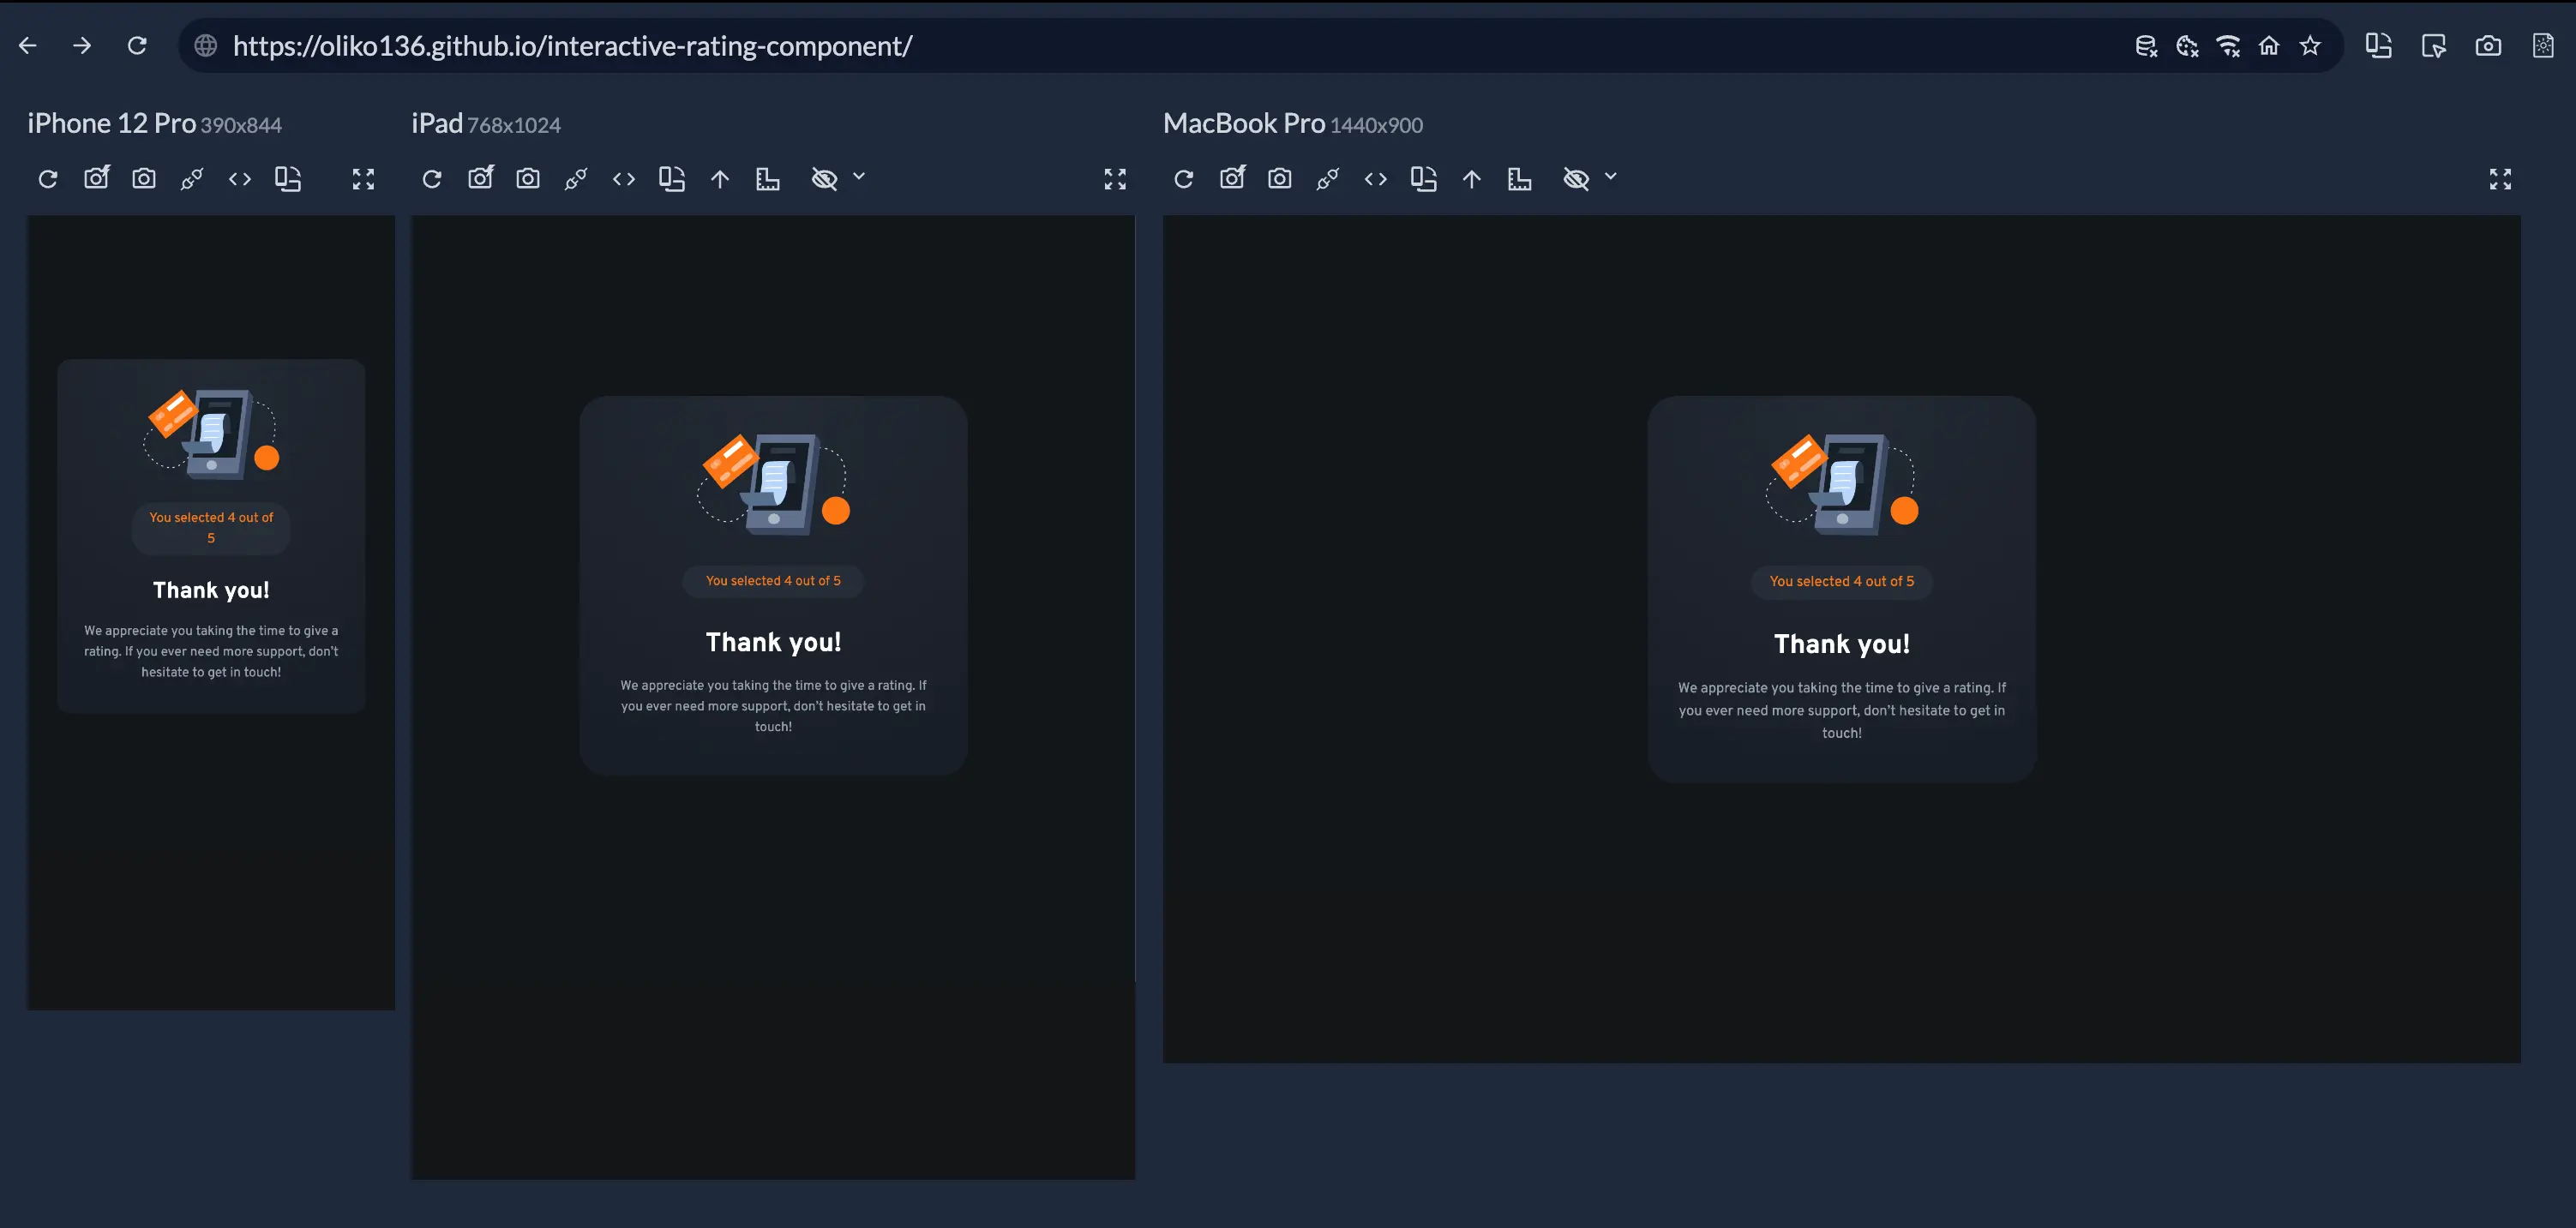 https://oliko136.github.io/interactive-rating-component/
iPhone 12 Pro 390x844
You selected 4 out of
5
Thank you!
We appreciate you taking the time to give a
rating. If you ever need more support, don't
hesitate to get in touch!
iPad 768x1024
You selected 4 out of 5
Thank you!
We appreciate you taking the time to give a rating. If
you ever need more support, don't hesitate to get in
touch!
MacBook Pro 1440x900
You selected 4 out of 5
Thank you!
We appreciate you taking the time to give a rating. If
you ever need more support, don't hesitate to get in
touch!